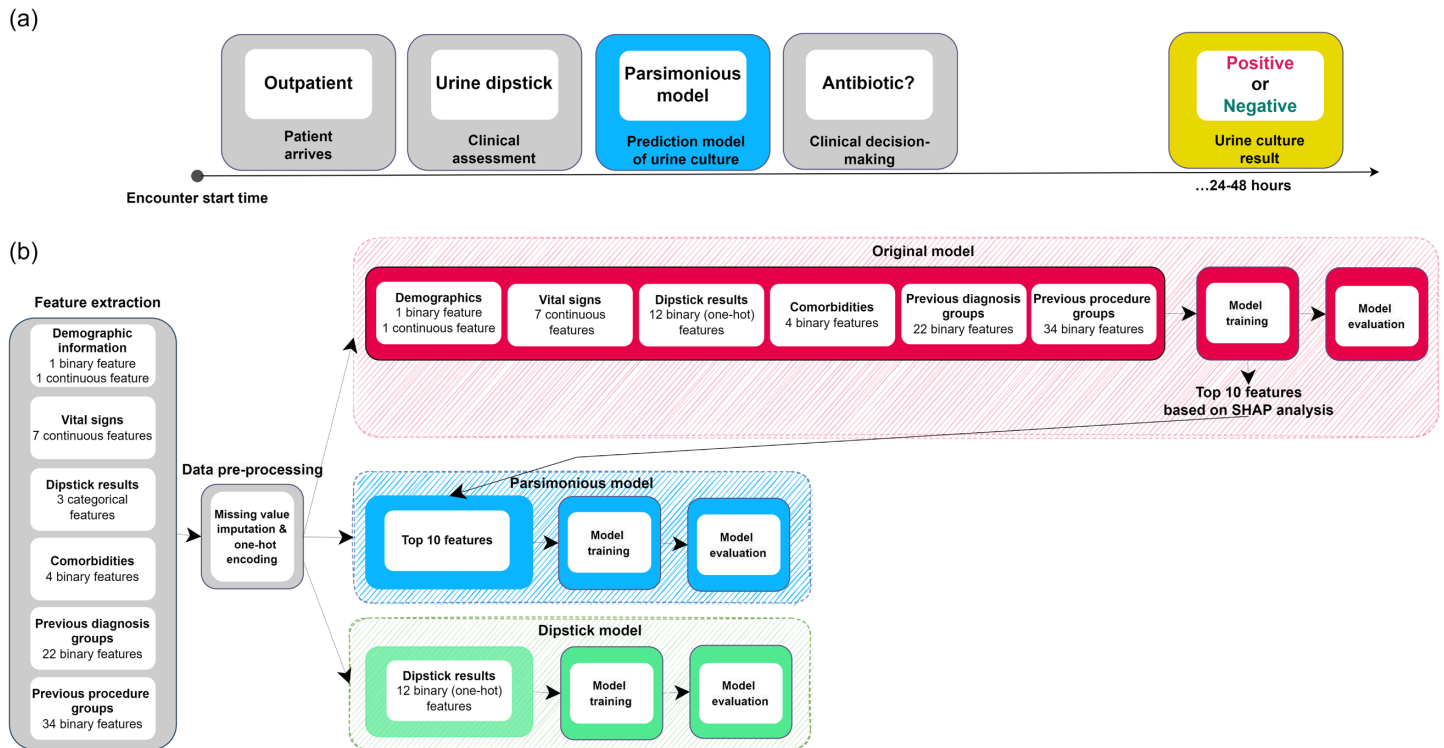 (a)
Outpatient
Patient
arrives
Urine dipstick
Clinical
assessment
Parsimonious
model
Prediction model
of urine culture
Antibiotic?
Clinical decision-
making
Positive
or
Negative
Urine culture
result
Encounter start time
...24-48 hours
(b)
Feature extraction
Demographic
information
1 binary feature
1 continuous feature
Vital signs
7 continuous features
Dipstick results
3 categorical
features
Comorbidities
4 binary features
Previous diagnosis
groups
22 binary features
Previous procedure
groups
34 binary features
Data pre-processing
Missing value
imputation &
one-hot
encoding
Original model
Demographics
1 binary feature
1 continuous feature
Vital signs
7 continuous
features
Dipstick results
12 binary (one-hot)
features
Comorbidities
4 binary features
Previous diagnosis
groups
22 binary features
Previous procedure
groups
34 binary features
Model
training
Model
evaluation
Top 10 features
based on SHAP analysis
Parsimonious model
Top 10 features
Model
training
Model
evaluation
Dipstick model
Dipstick results
12 binary (one-hot)
features
Model
training
Model
evaluation